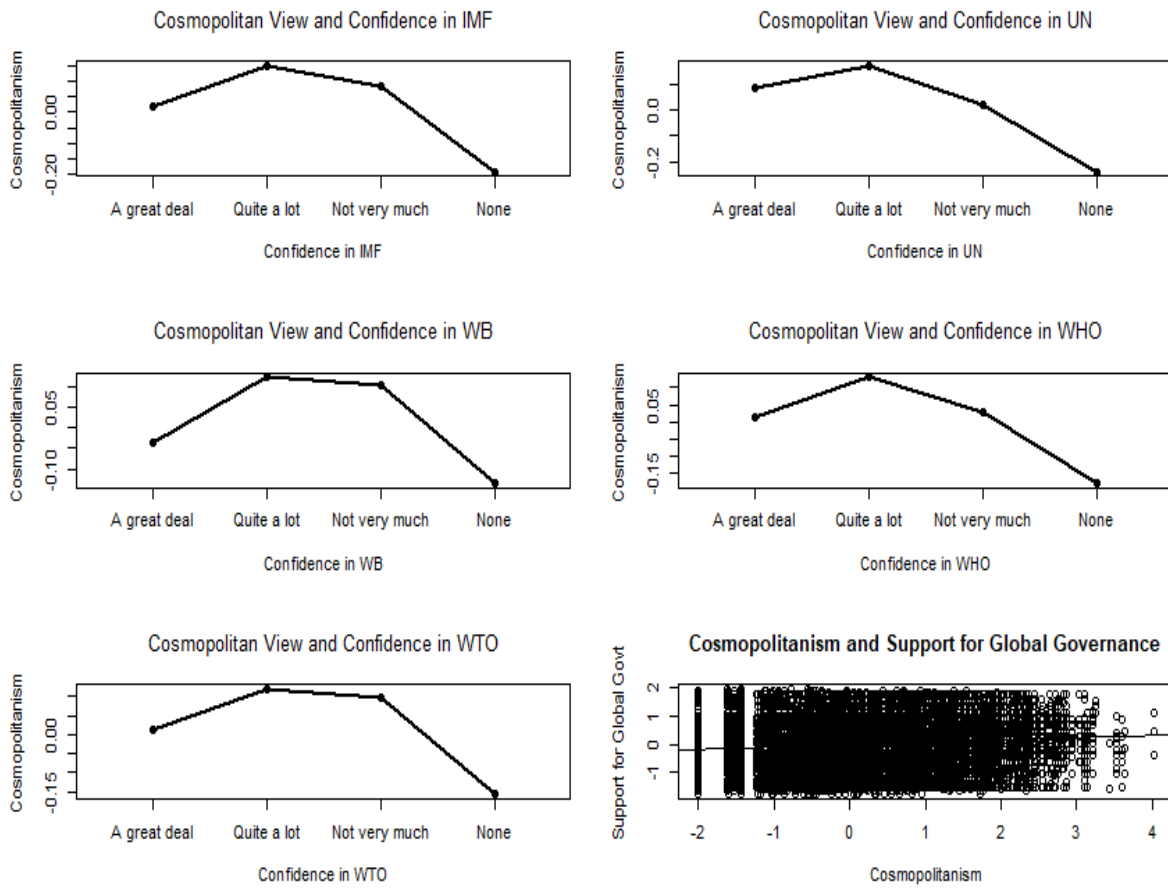 Cosmopolitan View and Confidence in IMF
Cosmopolitanism
0.00
-0.20
A great deal Quite a lot Not very much None
Confidence in IMF
Cosmopolitan View and Confidence in UN
Cosmopolitanism
0.0
-0.2
A great deal Quite a lot Not very much None
Confidence in UN
Cosmopolitan View and Confidence in WB
Cosmopolitanism
0.05
-0.10
A great deal Quite a lot Not very much None
Confidence in WB
Cosmopolitan View and Confidence in WHO
Cosmopolitanism
0.05
-0.15
A great deal Quite a lot Not very much None
Confidence in WHO
Cosmopolitan View and Confidence in WTO
Cosmopolitanism
0.00
-0.15
A great deal Quite a lot Not very much None
Confidence in WTO
Cosmopolitanism and Support for Global Governance
Support for Global Govt
2
1
0
-1
-2 -1 0 1 2 3 4
Cosmopolitanism